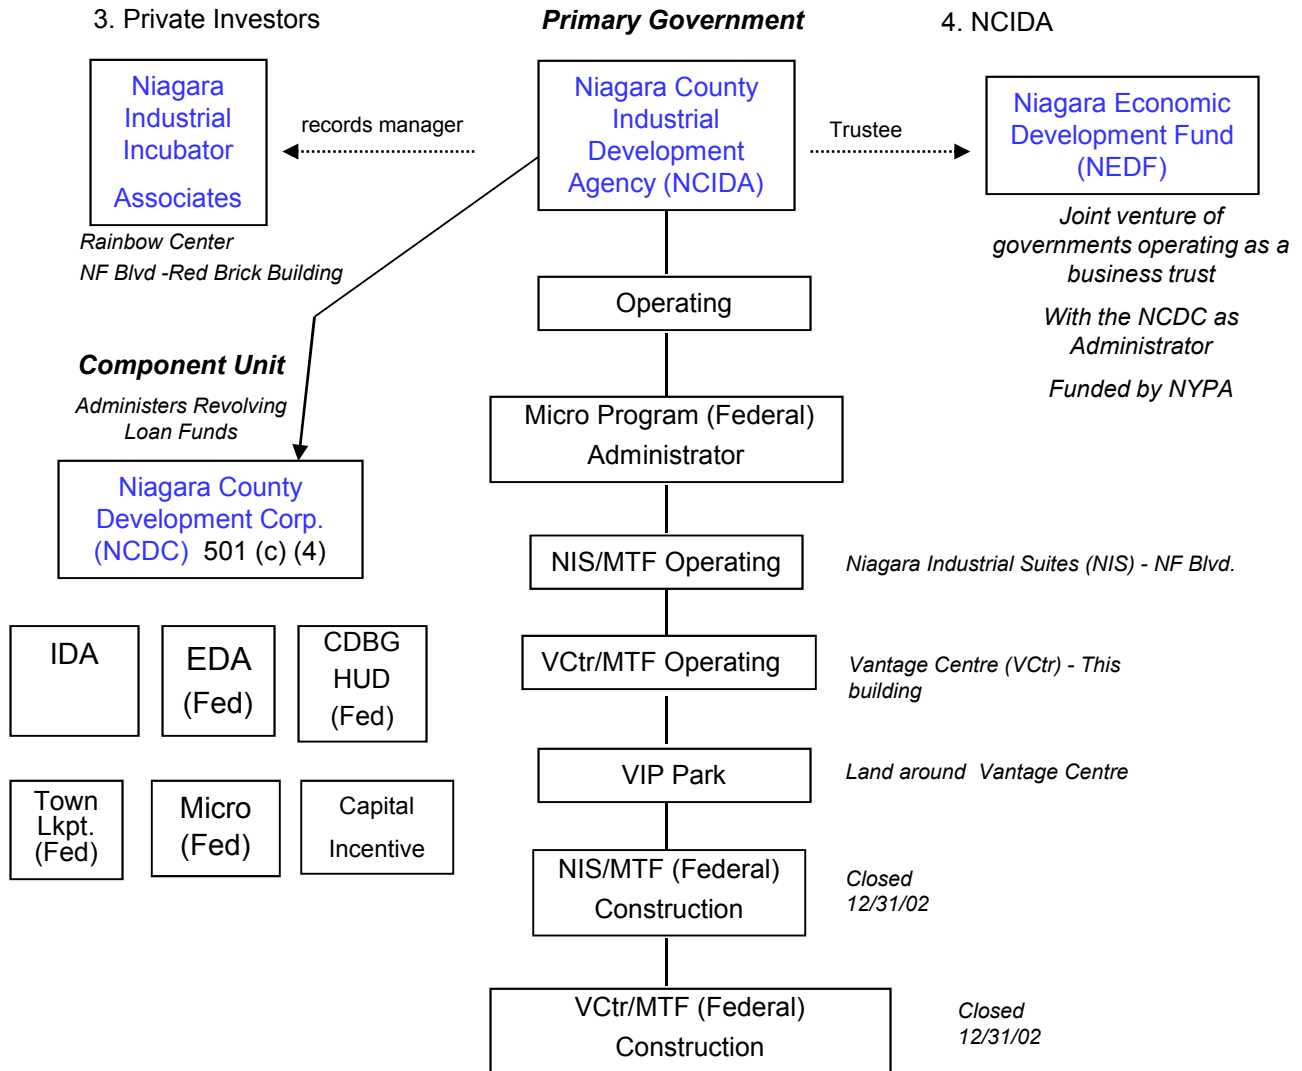 3. Private Investors
Primary Government
4. NCIDA
Niagara
Industrial
Incubator
Associates
records manager
Niagara County
Industrial
Development
Agency (NCIDA)
Trustee
Niagara Economic
Development Fund
(NEDF)
Rainbow Center
NF Blvd -Red Brick Building
Joint venture of
governments operating as a
business trust
With the NCDC as
Administrator
Funded by NYPA
Operating
Component Unit
Administers Revolving
Loan Funds
Micro Program (Federal)
Administrator
Niagara County
Development Corp.
(NCDC) 501 (c) (4)
NIS/MTF Operating
Niagara Industrial Suites (NIS) - NF Blvd.
VCtr/MTF Operating
Vantage Centre (VCtr) - This
building
IDA
EDA
(Fed)
CDBG
HUD
(Fed)
VIP Park
Land around Vantage Centre
Town
Lkpt.
(Fed)
Micro
(Fed)
Capital
Incentive
NIS/MTF (Federal)
Construction
Closed
12/31/02
VCtr/MTF (Federal)
Construction
Closed
12/31/02